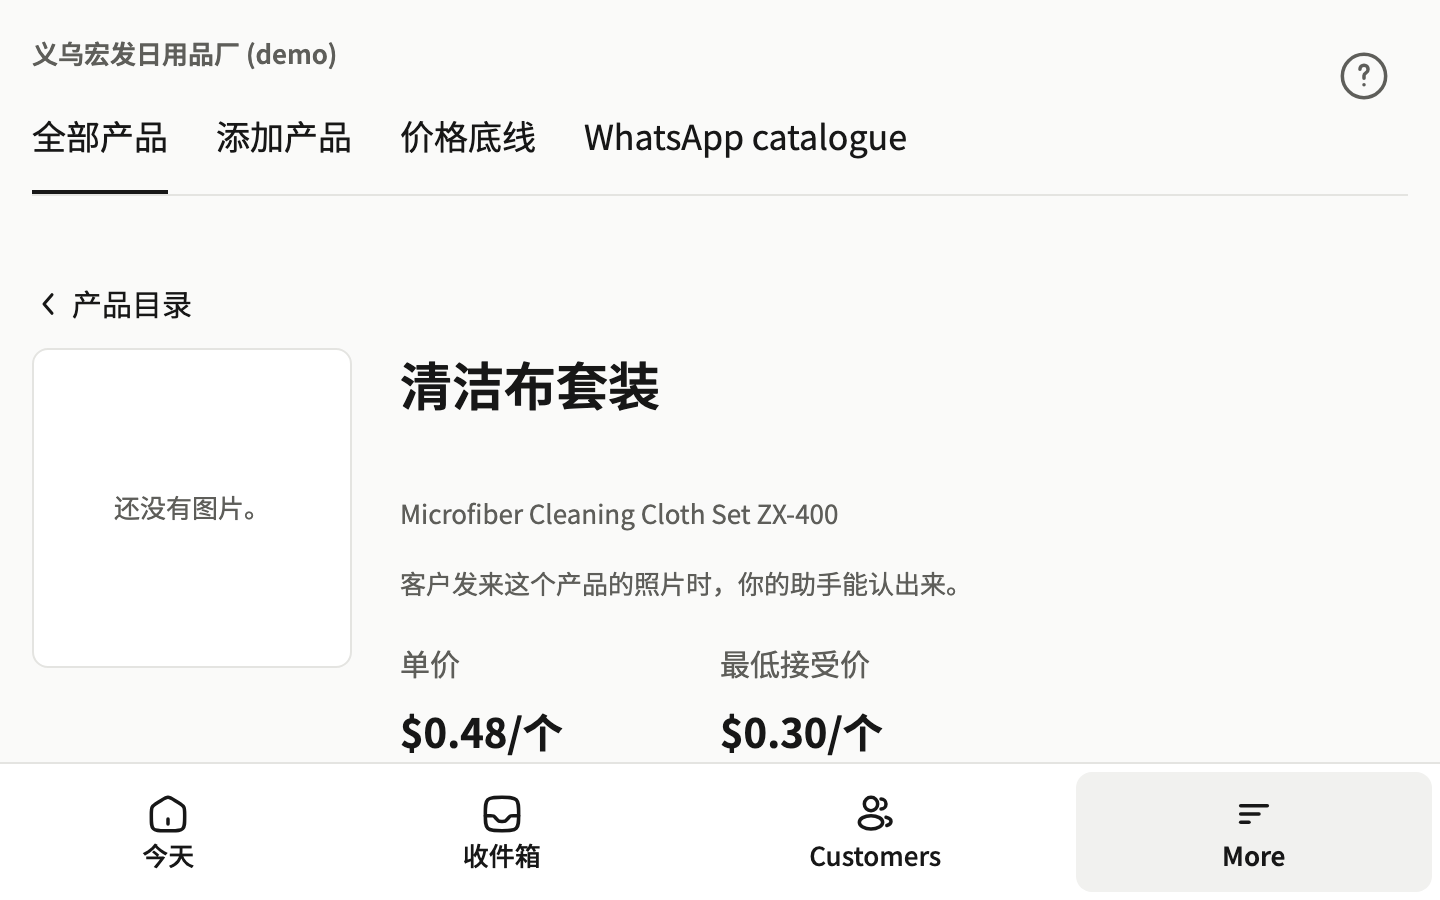 义乌宏发日用品厂 (demo)
?
全部产品 添加产品 价格底线 WhatsApp catalogue
产品目录
还没有图片。
清洁布套装
Microfiber Cleaning Cloth Set ZX-400
客户发来这个产品的照片时，你的助手能认出来。
单价 最低接受价
$0.48/个 $0.30/个
今天 收件箱 Customers More